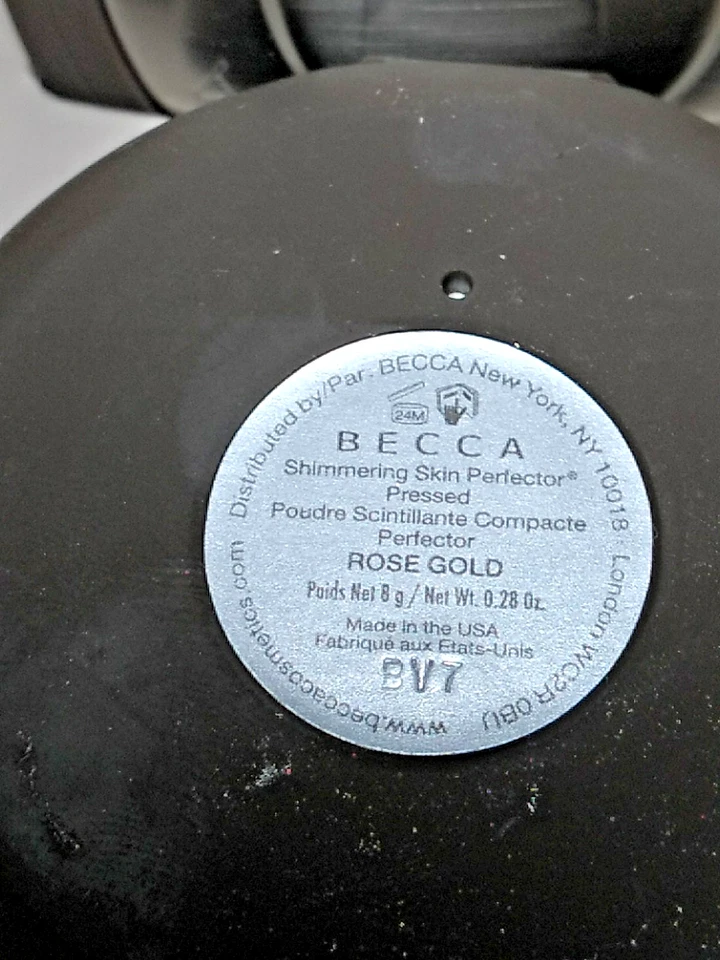 Distributed by/Par. BECCA New York, NY 10018 · London WC2R 0BU
www.beccacosmetics.com
24M
BECCA
Shimmering Skin Perfector®
Pressed
Poudre Scintillante Compacte
Perfector
ROSE GOLD
Poids Net 8 g / Net Wt. 0.28 Oz.
Made in the USA
Fabriqué aux Etats-Unis
BV7